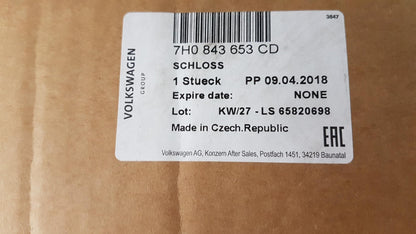 3847
7H0 843 653 CD
SCHLOSS
1 Stueck PP 09.04.2018
Expire date: NONE
Lot: KW/27 - LS 65820698
Made in Czech.Republic
EAC
Volkswagen AG, Konzern After Sales, Postfach 1451, 34219 Baunatal
VOLKSWAGEN
GROUP